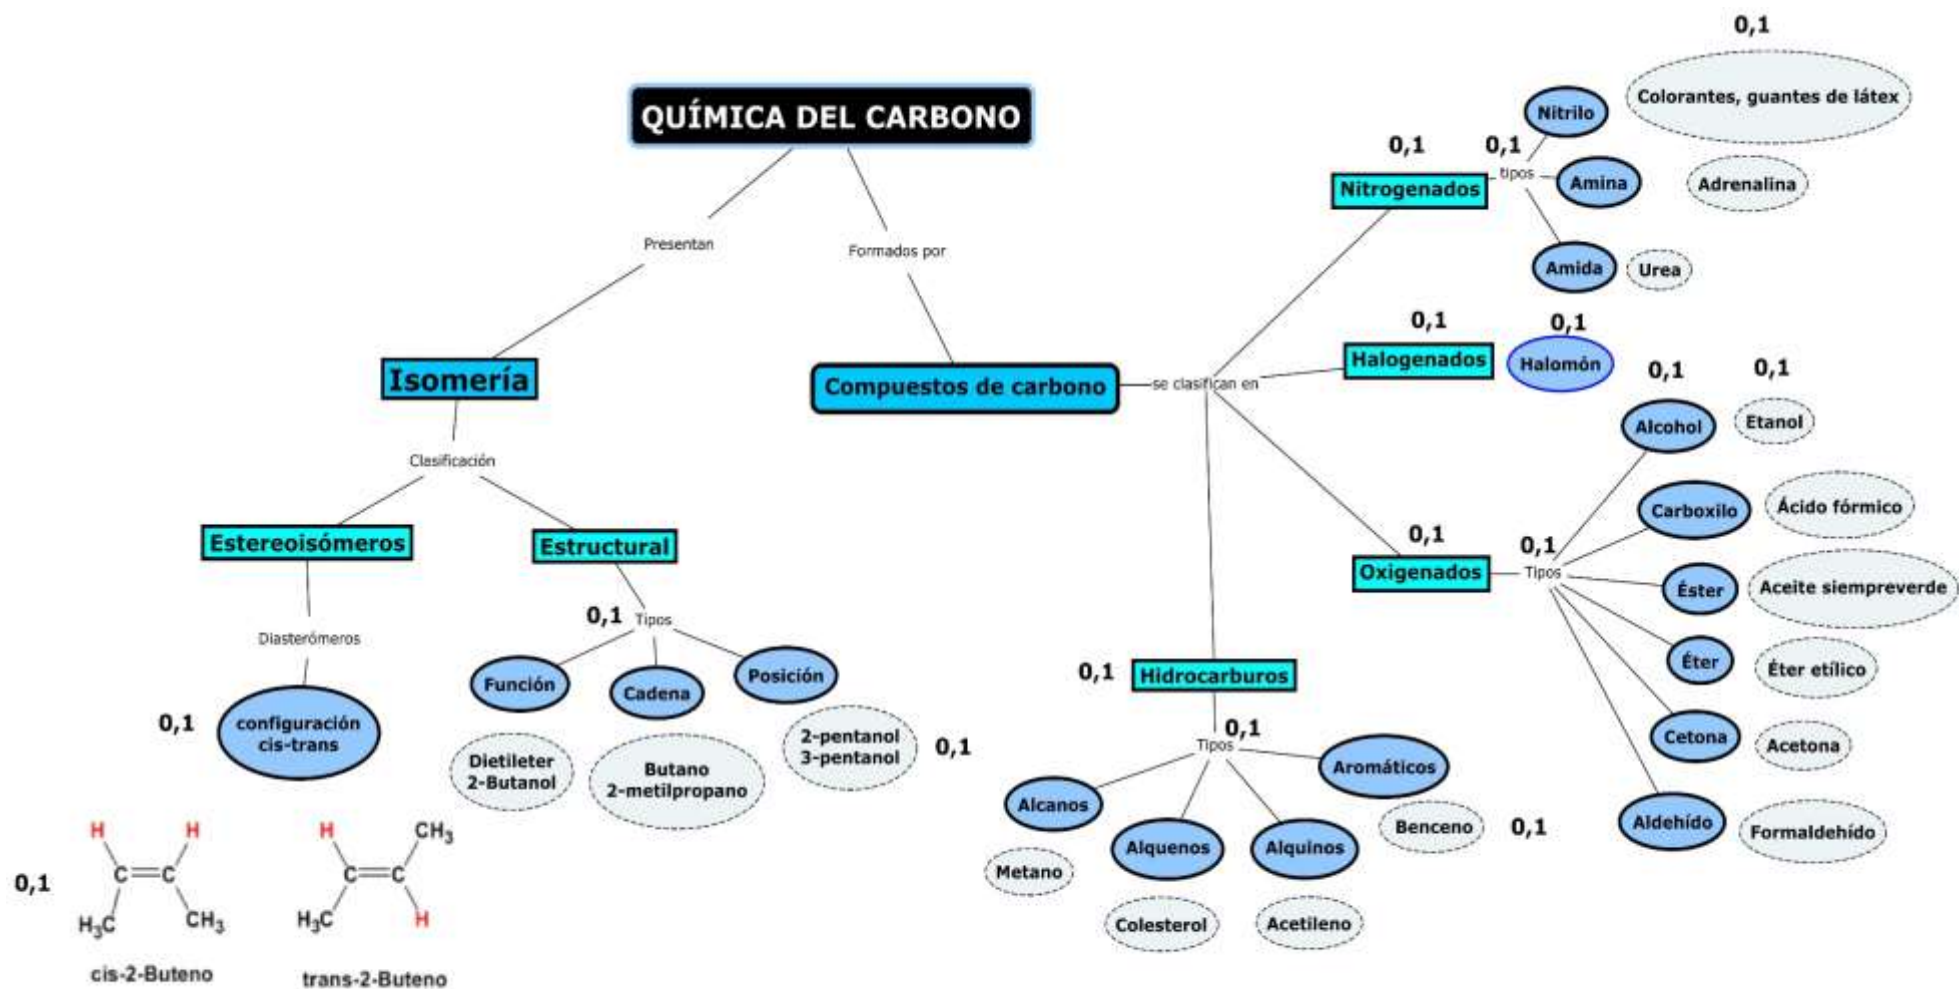 QUÍMICA DEL CARBONO
Presentan
Formados por
Isomería
Clasificación
Estereoisómeros
Estructural
Diasterómeros
0,1
configuración
cis-trans
0,1
H
H
C
C
H₃C
CH₃
cis-2-Buteno
H
CH₃
C
C
H₃C
H
trans-2-Buteno
0,1
Tipos
Función
Cadena
Posición
Dietileter
2-Butanol
Butano
2-metilpropano
2-pentanol
3-pentanol
0,1
Compuestos de carbono
se clasifican en
0,1
Nitrogenados
0,1
tipos
Nitrilo
0,1
Colorantes, guantes de látex
Amina
Adrenalina
Amida
Urea
0,1
Halogenados
0,1
Halomón
0,1
Oxigenados
0,1
Tipos
0,1
Alcohol
0,1
Etanol
Carboxilo
Ácido fórmico
Éster
Aceite siempreverde
Éter
Éter etílico
Cetona
Acetona
Aldehído
Formaldehído
0,1
Hidrocarburos
0,1
Tipos
Alcanos
Alquenos
Alquinos
Aromáticos
Metano
Colesterol
Acetileno
Benceno
0,1